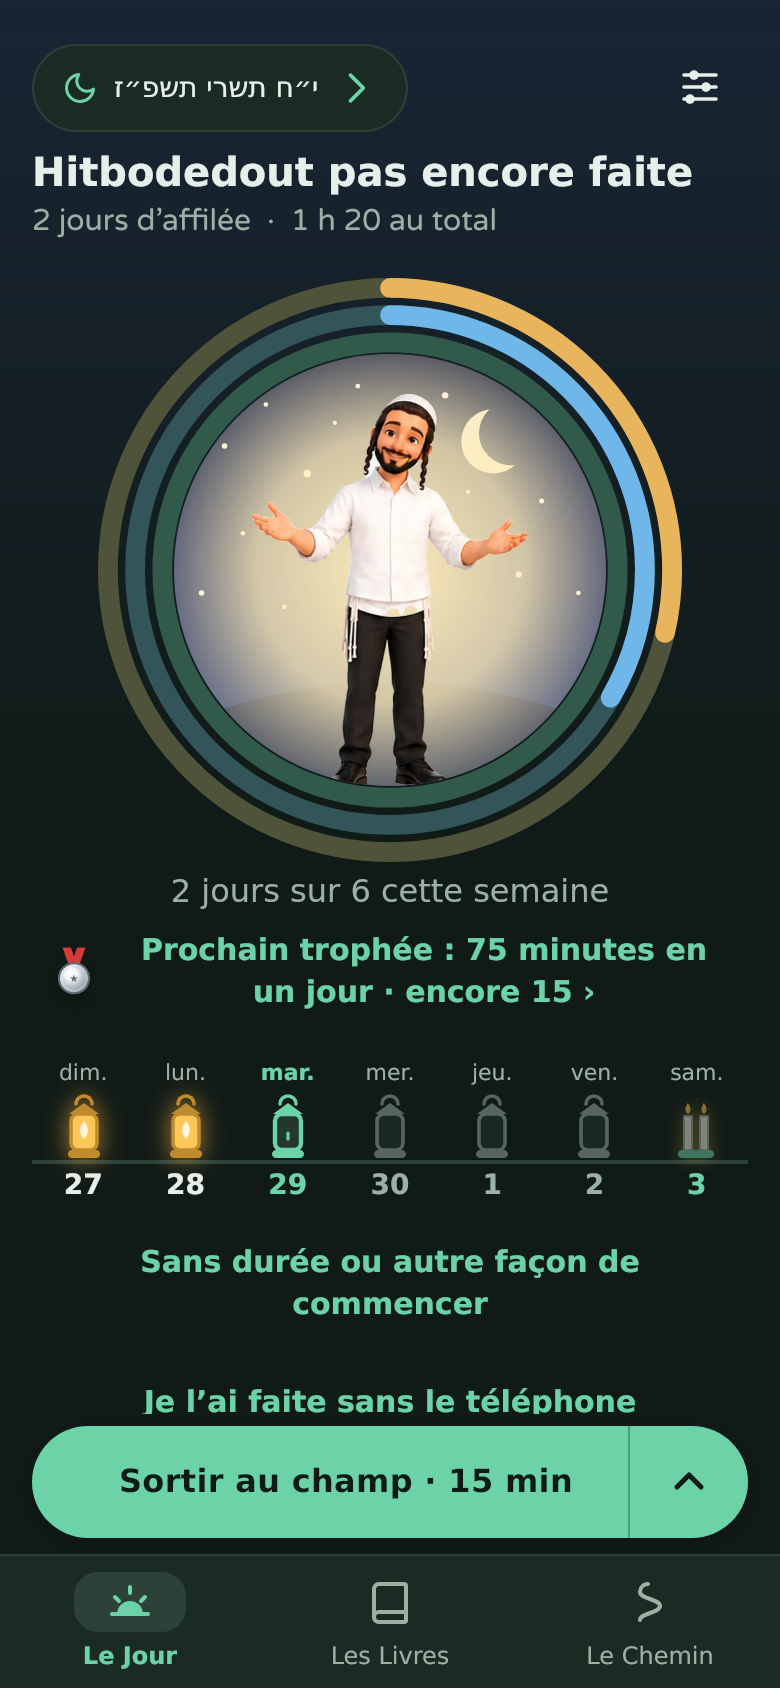 י״ח תשרי תשפ״ז
Hitbodedout pas encore faite
2 jours d’affilée · 1 h 20 au total
2 jours sur 6 cette semaine
Prochain trophée : 75 minutes en
un jour · encore 15 ›
dim. lun. mar. mer. jeu. ven. sam.
27 28 29 30 1 2 3
Sans durée ou autre façon de
commencer
Je l’ai faite sans le téléphone
Sortir au champ · 15 min
Le Jour Les Livres Le Chemin